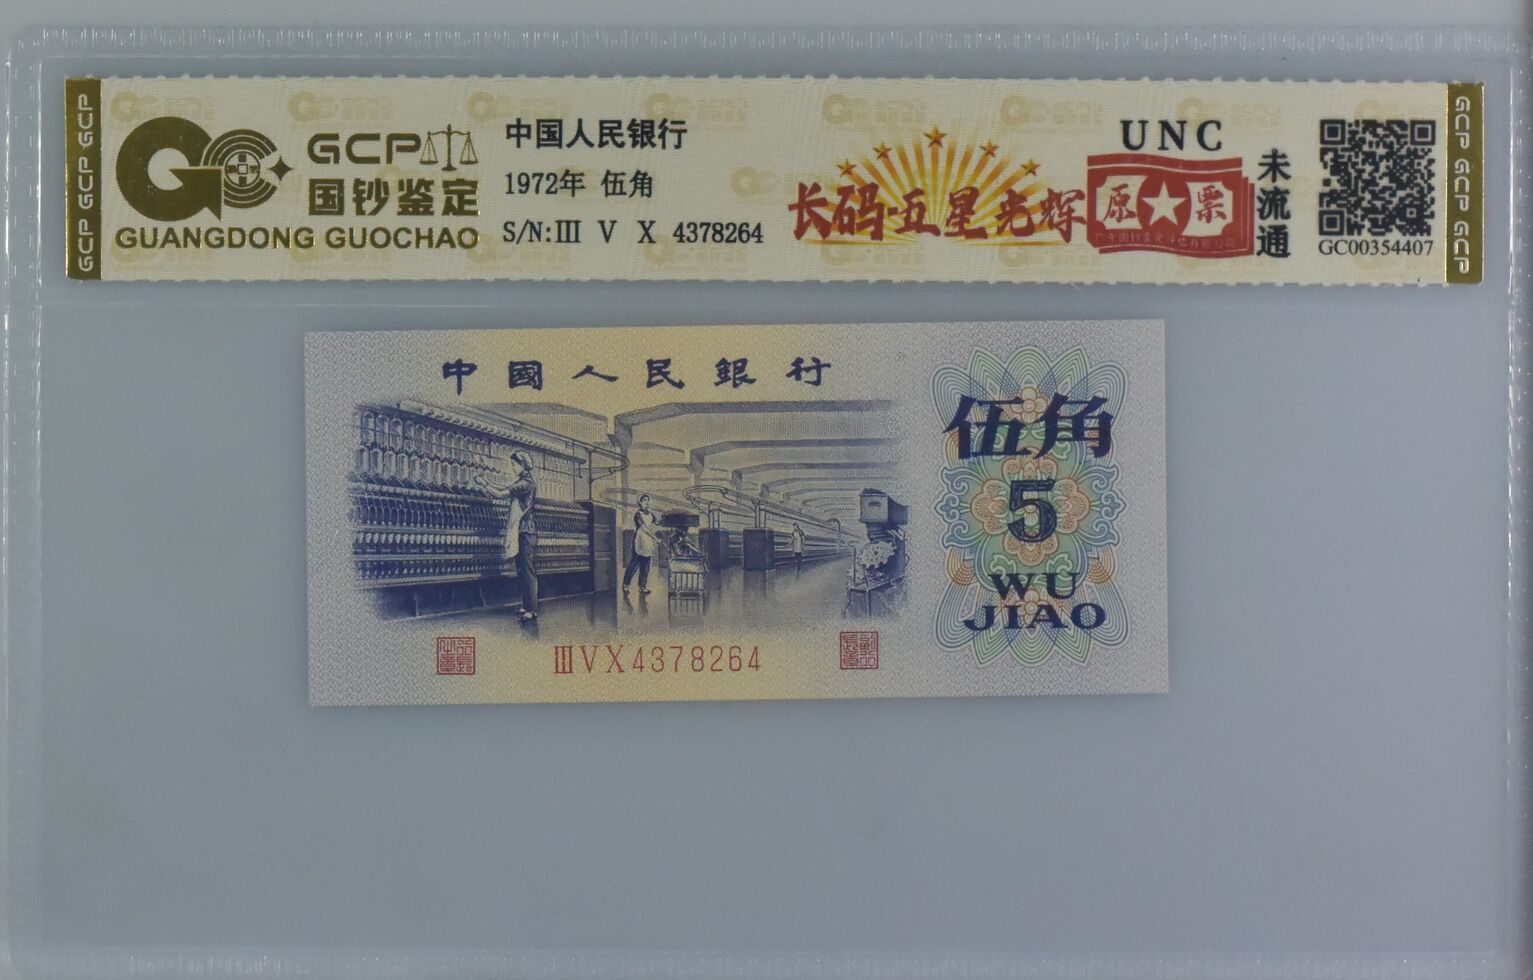 GCP GCP GCP
GCP
国钞鉴定
GUANGDONG GUOCHAO
中国人民银行
1972年 伍角
S/N:Ⅲ V X 4378264
长码·五星光辉
UNC
原 票
未流通
GC00354407
GCP GCP GCP
中國人民銀行
伍角
5
WU
JIAO
ⅢVX4378264